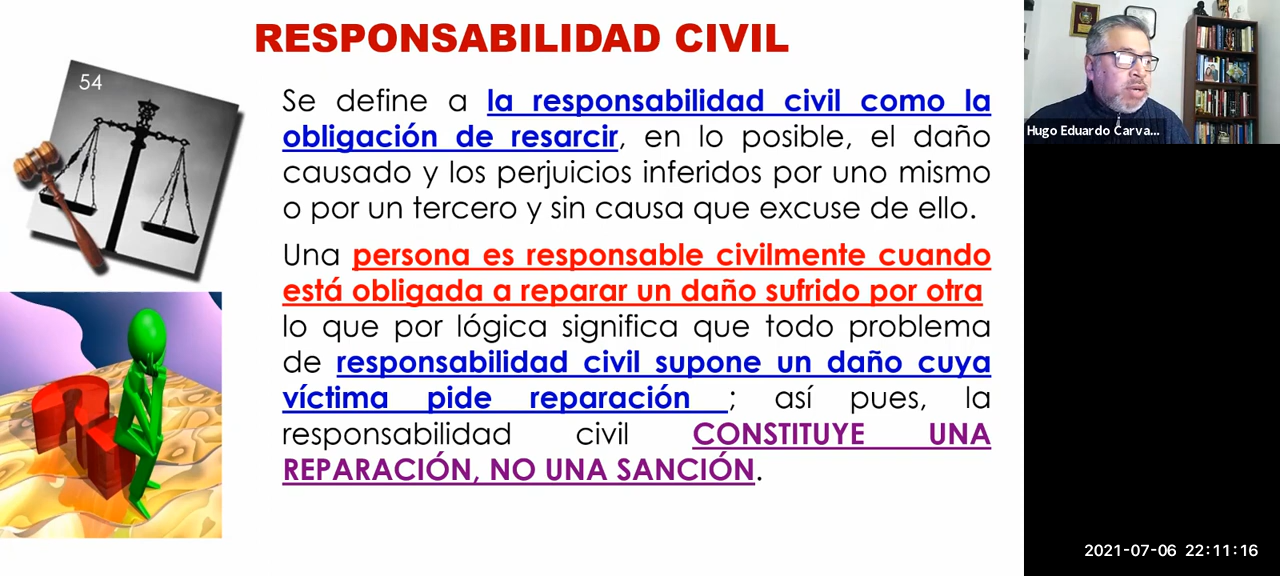 RESPONSABILIDAD CIVIL
54
Se define a la responsabilidad civil como la
obligación de resarcir, en lo posible, el daño
causado y los perjuicios inferidos por uno mismo
o por un tercero y sin causa que excuse de ello.
Una persona es responsable civilmente cuando
está obligada a reparar un daño sufrido por otra
lo que por lógica significa que todo problema
de responsabilidad civil supone un daño cuya
víctima pide reparación ; así pues, la
responsabilidad civil CONSTITUYE UNA
REPARACIÓN, NO UNA SANCIÓN.
Hugo Eduardo Carva...
2021-07-06 22:11:16